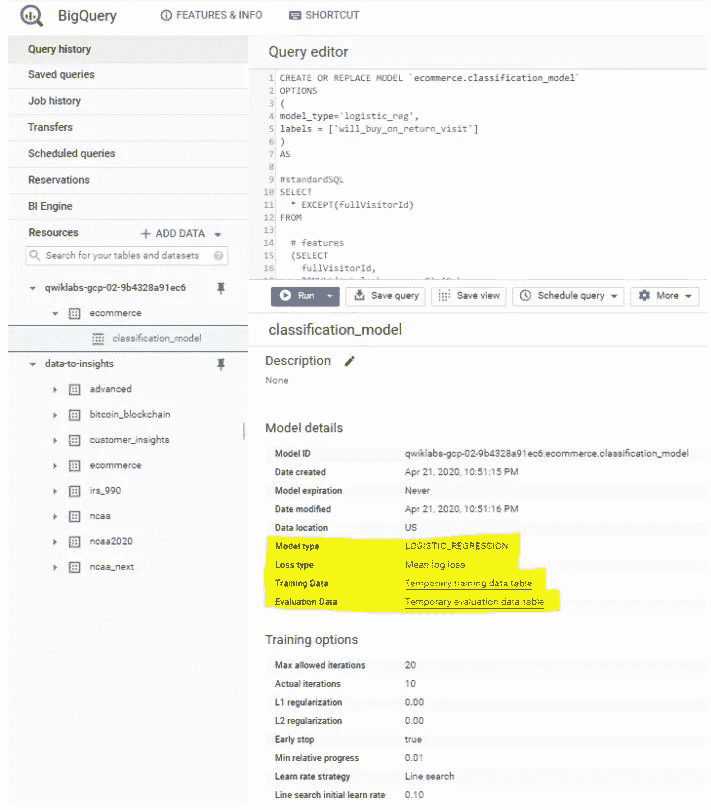 BigQuery
FEATURES & INFO
SHORTCUT
Query history
Saved queries
Job history
Transfers
Scheduled queries
Reservations
BI Engine
Resources
ADD DATA
Search for your tables and datasets
qwiklabs-gcp-02-9b4328a91ec6
ecommerce
classification_model
data-to-insights
advanced
bitcoin_blockchain
customer_insights
ecommerce
irs_990
ncaa
ncaa2020
ncaa_next
Query editor
1 CREATE OR REPLACE MODEL `ecommerce.classification_model`
2 OPTIONS
3 (
4 model_type='logistic_reg',
5 labels = ['will_buy_on_return_visit']
6 )
7 AS
8
9 #standardSQL
10 SELECT
11 * EXCEPT(fullVisitorId)
12 FROM
13
14 # features
15 (SELECT
16 fullVisitorId,
Run
Save query
Save view
Schedule query
More
classification_model
Description
None
Model details
Model ID qwiklabs-gcp-02-9b4328a91ec6:ecommerce.classification_model
Date created Apr 21, 2020, 10:51:15 PM
Model expiration Never
Date modified Apr 21, 2020, 10:51:16 PM
Data location US
Model type LOGISTIC_REGRESSION
Loss type Mean log loss
Training Data Temporary training data table
Evaluation Data Temporary evaluation data table
Training options
Max allowed iterations 20
Actual iterations 10
L1 regularization 0.00
L2 regularization 0.00
Early stop true
Min relative progress 0.01
Learn rate strategy Line search
Line search initial learn rate 0.10